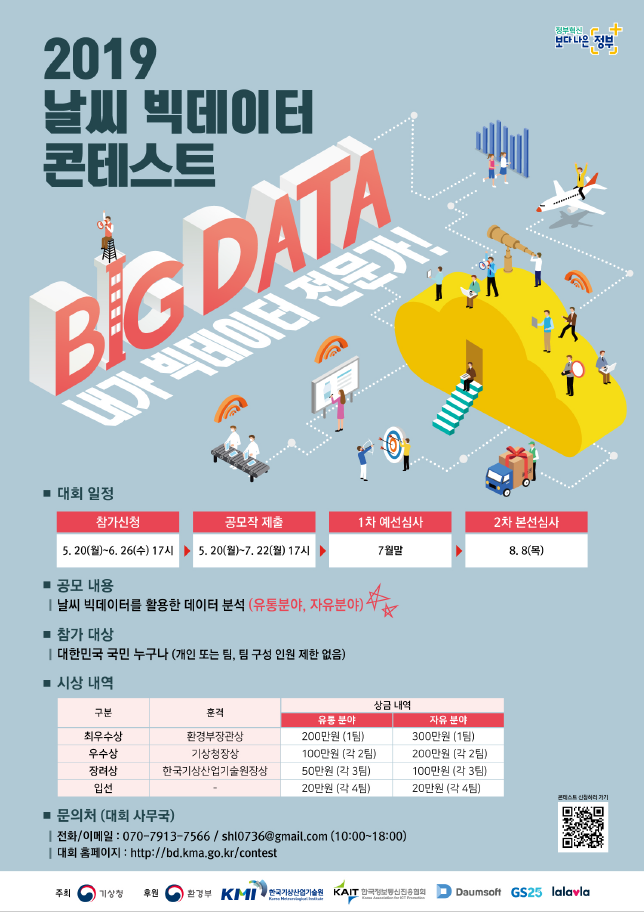 정부혁신
보다나은 정부
2019
날씨 빅데이터
콘테스트
BIG DATA
내가 빅데이터 전문가!
■ 대회 일정
참가신청 공모작 제출 1차 예선심사 2차 본선심사
5. 20(월)~6. 26(수) 17시 5. 20(월)~7. 22(월) 17시 7월말 8. 8(목)
■ 공모 내용
| 날씨 빅데이터를 활용한 데이터 분석 (유통분야, 자유분야)
■ 참가 대상
| 대한민국 국민 누구나 (개인 또는 팀, 팀 구성 인원 제한 없음)
■ 시상 내역
구분 훈격 상금 내역
유통 분야 자유 분야
최우수상 환경부장관상 200만원 (1팀) 300만원 (1팀)
우수상 기상청장상 100만원 (각 2팀) 200만원 (각 2팀)
장려상 한국기상산업기술원장상 50만원 (각 3팀) 100만원 (각 3팀)
입선 - 20만원 (각 4팀) 20만원 (각 4팀)
콘테스트 신청하러 가기
■ 문의처 (대회 사무국)
| 전화/이메일 : 070-7913-7566 / shl0736@gmail.com (10:00~18:00)
| 대회 홈페이지 : http://bd.kma.go.kr/contest
주최 기상청 후원 환경부 KMI 한국기상산업기술원 KAIT 한국정보통신진흥협회 Daumsoft GS25 lalavla
Korea Meteorological Institute Korea Association for ICT Promotion